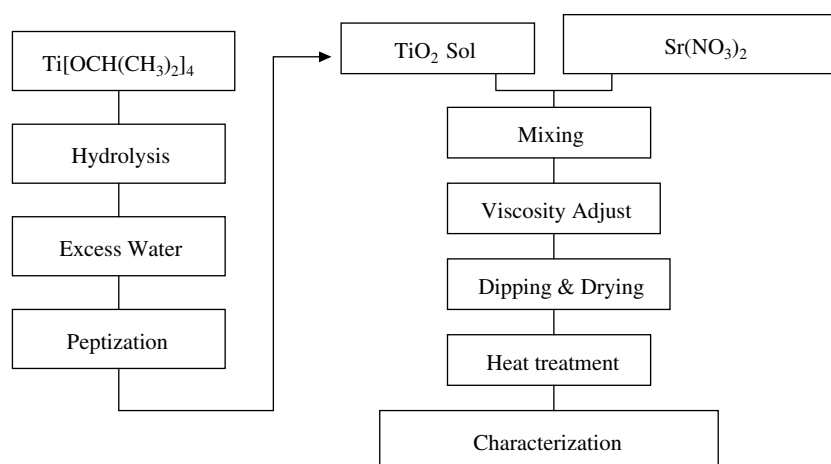 Ti[OCH(CH₃)₂]₄
Hydrolysis
Excess Water
Peptization
TiO₂ Sol
Sr(NO₃)₂
Mixing
Viscosity Adjust
Dipping & Drying
Heat treatment
Characterization